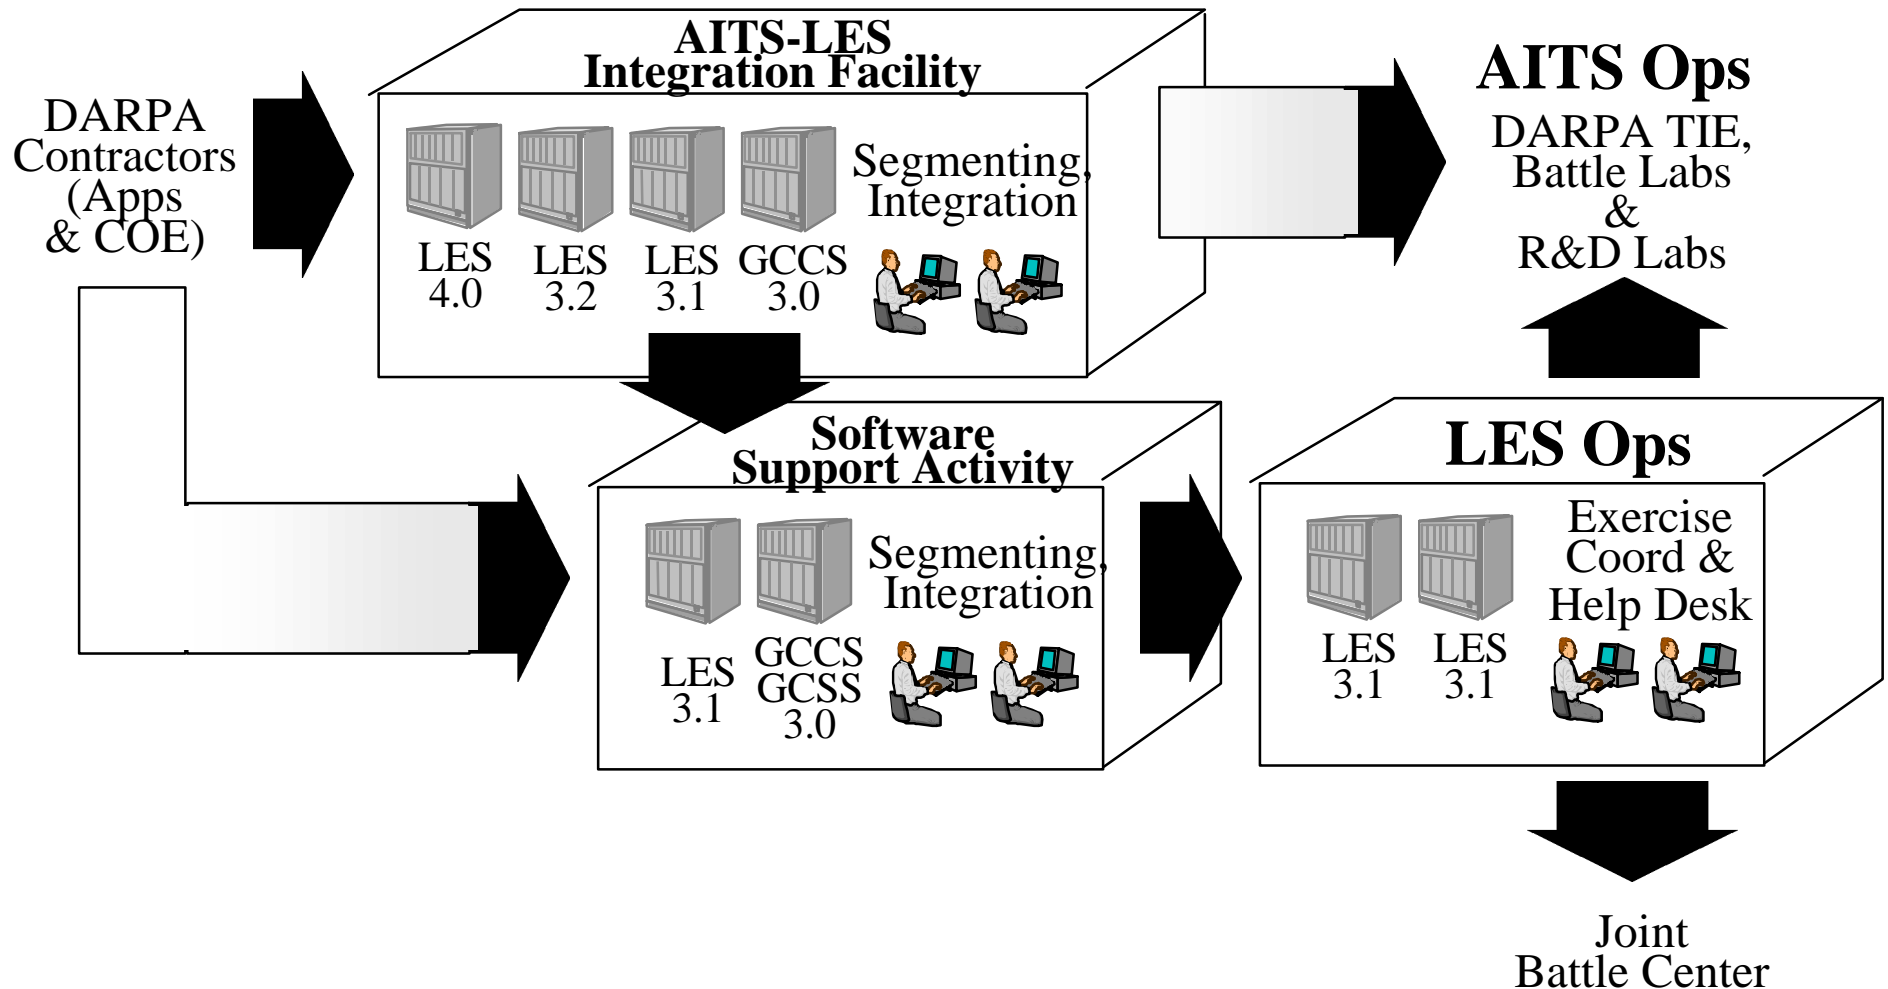 AITS-LES
Integration Facility
AITS Ops
DARPA
Contractors
(Apps
& COE)
Segmenting,
Integration
LES
4.0
LES
3.2
LES
3.1
GCCS
3.0
DARPA TIE,
Battle Labs
&
R&D Labs
Software
Support Activity
Segmenting,
Integration
LES
3.1
GCCS
GCSS
3.0
LES Ops
Exercise
Coord &
Help Desk
LES
3.1
LES
3.1
Joint
Battle Center